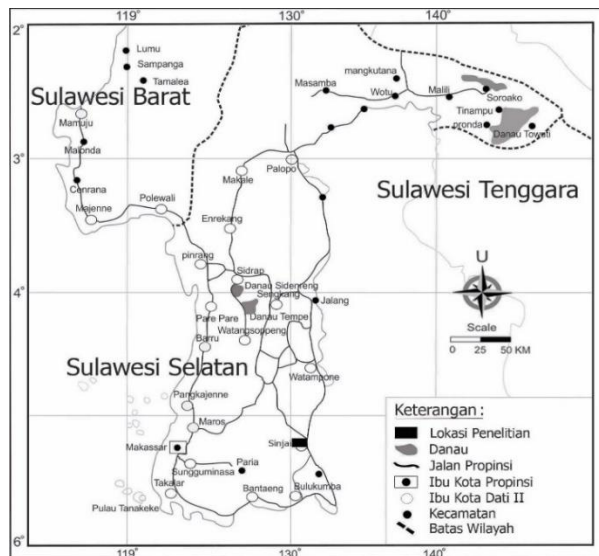 119°
130°
140°
2°
Lumu
Sampanga
Tamalea
Sulawesi Barat
Mamuju
Malonda
Cenrana
Majenne
Polewali
mangkutana
Masamba
Wotu
Malili
Soroako
Tinampu
pronda
Danau Towuti
3°
Palopo
Makale
Sulawesi Tenggara
Enrekang
pinrang
Sidrap
Danau Sidenreng
Sengkang
4°
Jalang
Pare Pare
Danau Tempe
Watangsoppeng
Barru
U
Scale
0 25 50 KM
Sulawesi Selatan
Watampone
Pangkajenne
Maros
Makassar
Sinjai
Sungguminasa
Paria
Takalar
Bantaeng
Bulukumba
Pulau Tanakeke
6°
Keterangan :
Lokasi Penelitian
Danau
Jalan Propinsi
Ibu Kota Propinsi
Ibu Kota Dati II
Kecamatan
Batas Wilayah
119°
130°
140°